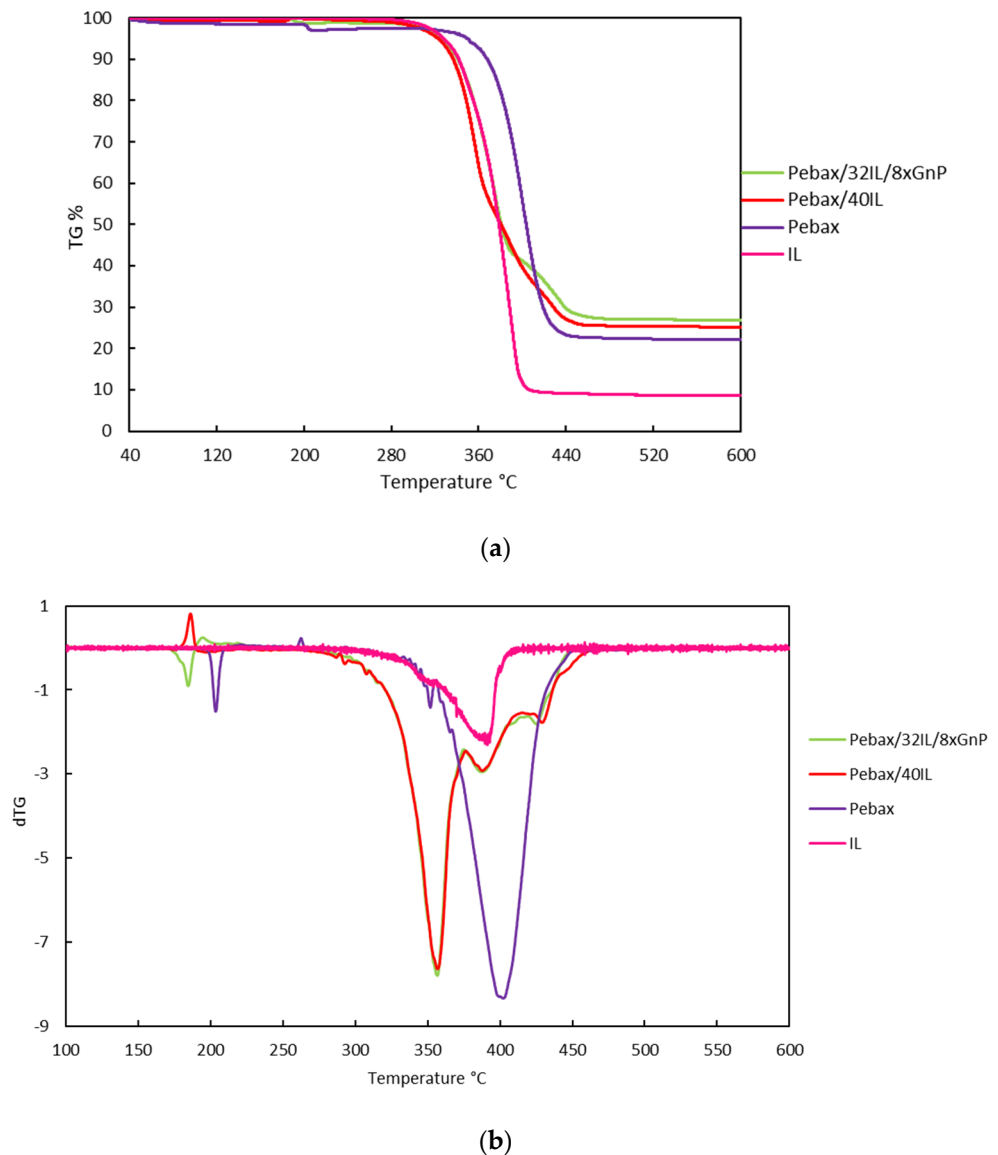 100
90
80
70
60
50
40
30
20
10
0
TG %
40 120 200 280 360 440 520 600
Temperature °C
Pebax/32IL/8xGnP
Pebax/40IL
Pebax
IL
(a)
1
-1
-3
-5
-7
-9
dTG
100 150 200 250 300 350 400 450 500 550 600
Temperature °C
Pebax/32IL/8xGnP
Pebax/40IL
Pebax
IL
(b)